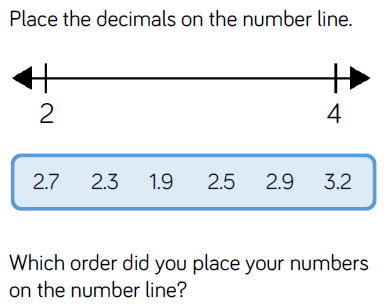 Place the decimals on the number line.
2 4
2.7 2.3 1.9 2.5 2.9 3.2
Which order did you place your numbers
on the number line?